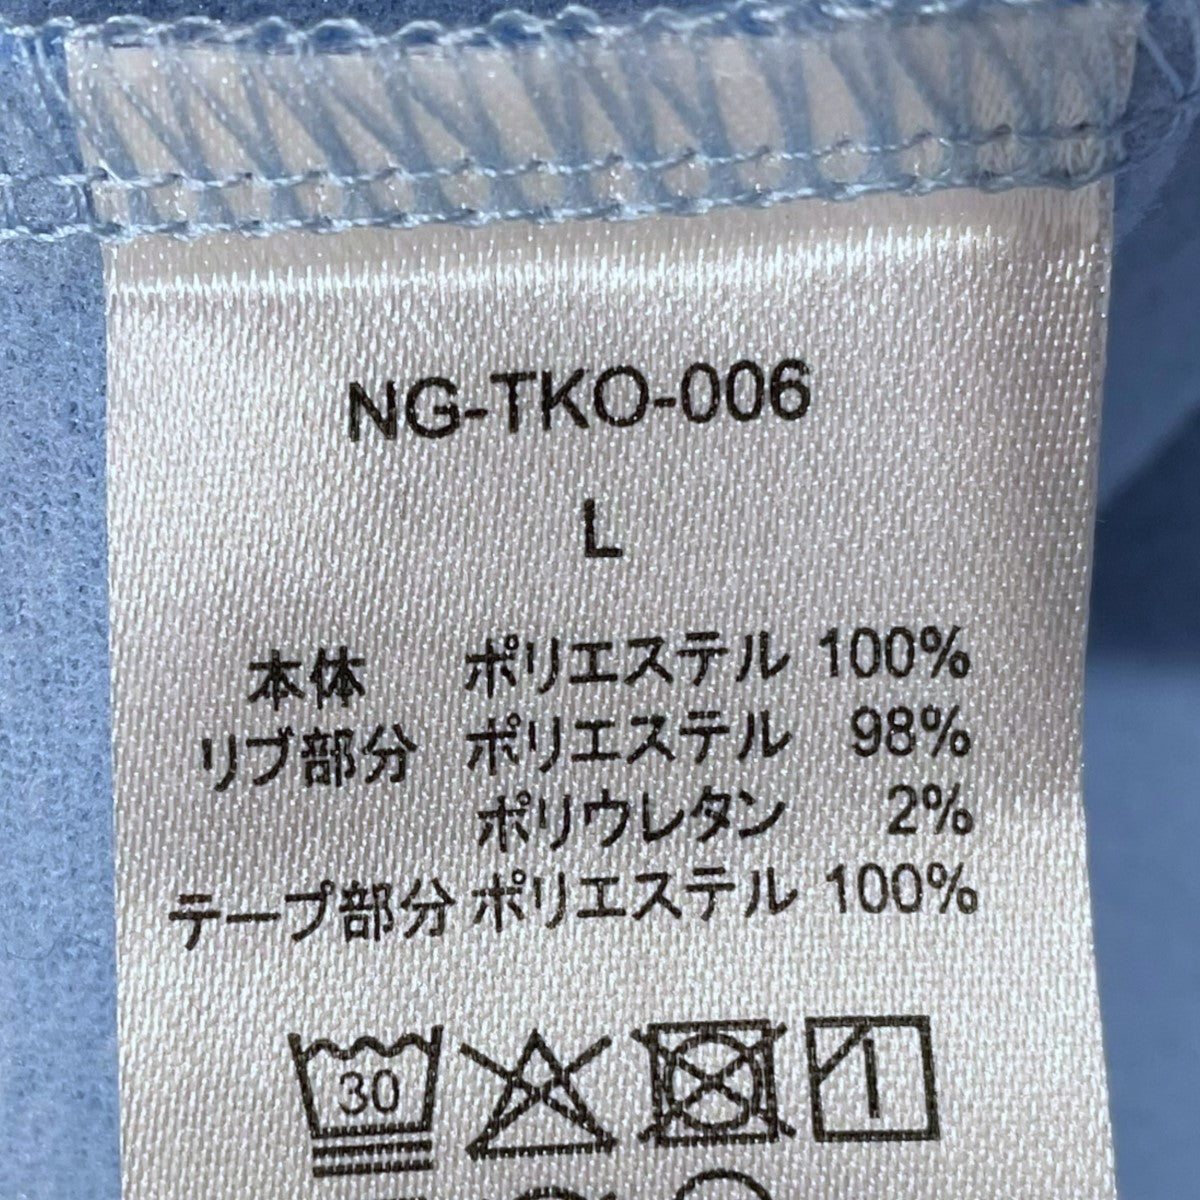 NG-TKO-006
L
本体 ポリエステル 100%
リブ部分 ポリエステル 98%
ポリウレタン 2%
テープ部分 ポリエステル 100%
30